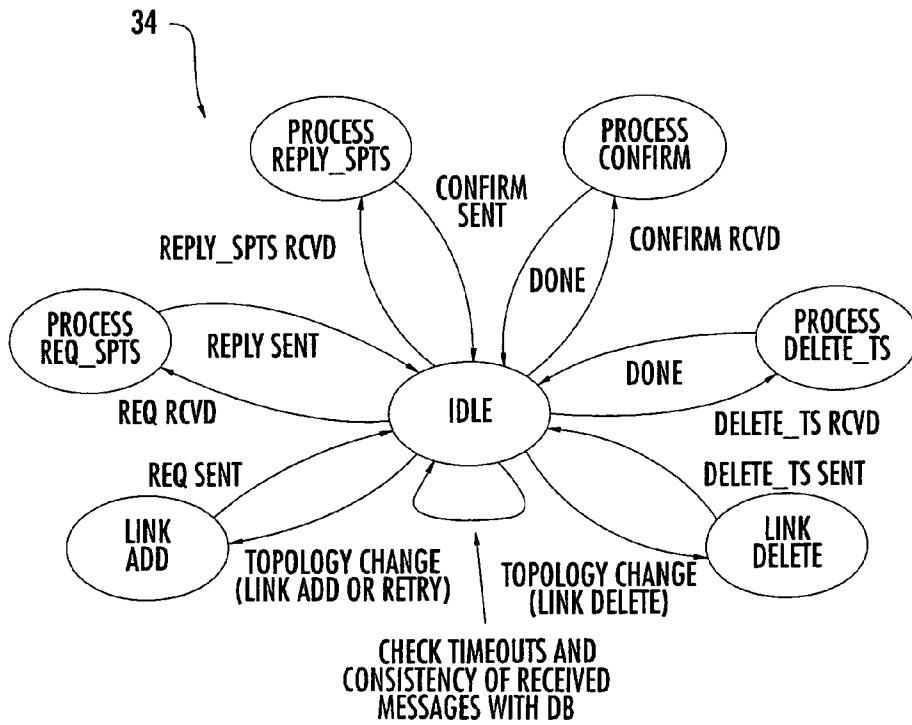 34
PROCESS
REPLY_SPTS
PROCESS
CONFIRM
CONFIRM
SENT
REPLY_SPTS RCVD
CONFIRM RCVD
DONE
PROCESS
REQ_SPTS
REPLY SENT
PROCESS
DELETE_TS
DONE
REQ RCVD
IDLE
DELETE_TS RCVD
REQ SENT
DELETE_TS SENT
LINK
ADD
LINK
DELETE
TOPOLOGY CHANGE
(LINK ADD OR RETRY)
TOPOLOGY CHANGE
(LINK DELETE)
CHECK TIMEOUTS AND
CONSISTENCY OF RECEIVED
MESSAGES WITH DB